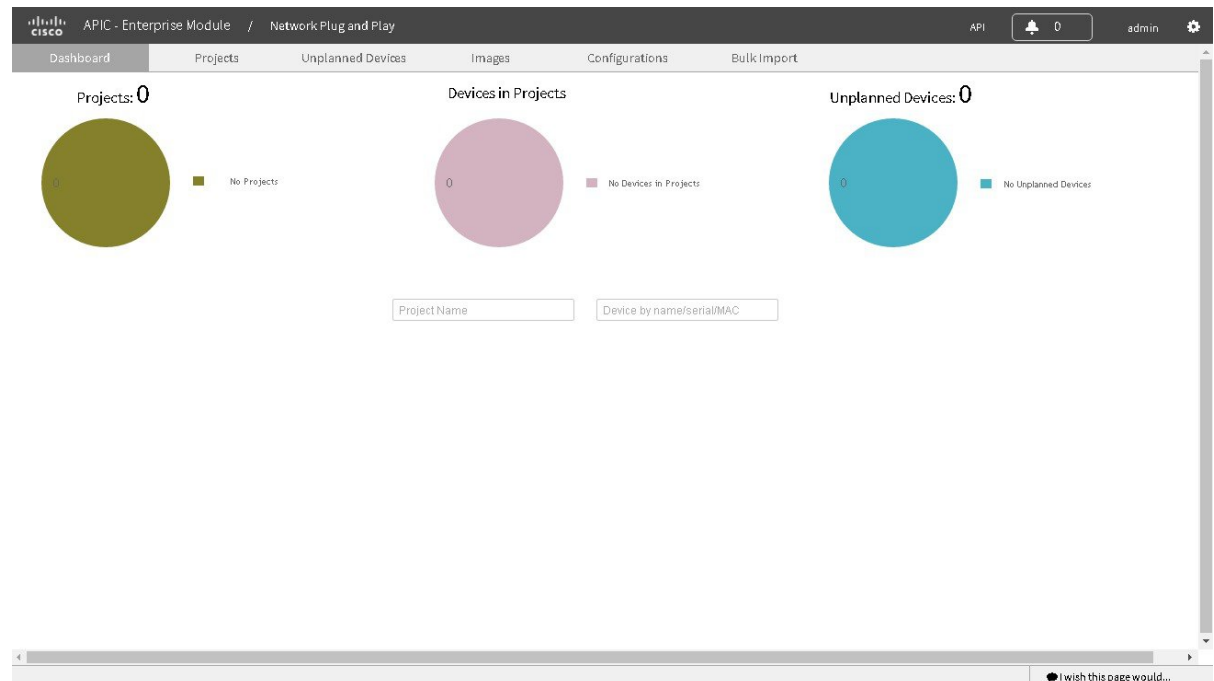 CISCO APIC - Enterprise Module / Network Plug and Play API 0 admin
Dashboard Projects Unplanned Devices Images Configurations Bulk Import
Projects: 0 Devices in Projects Unplanned Devices: 0
0 No Projects 0 No Devices in Projects 0 No Unplanned Devices
Project Name Device by name/serial/MAC
I wish this page would...